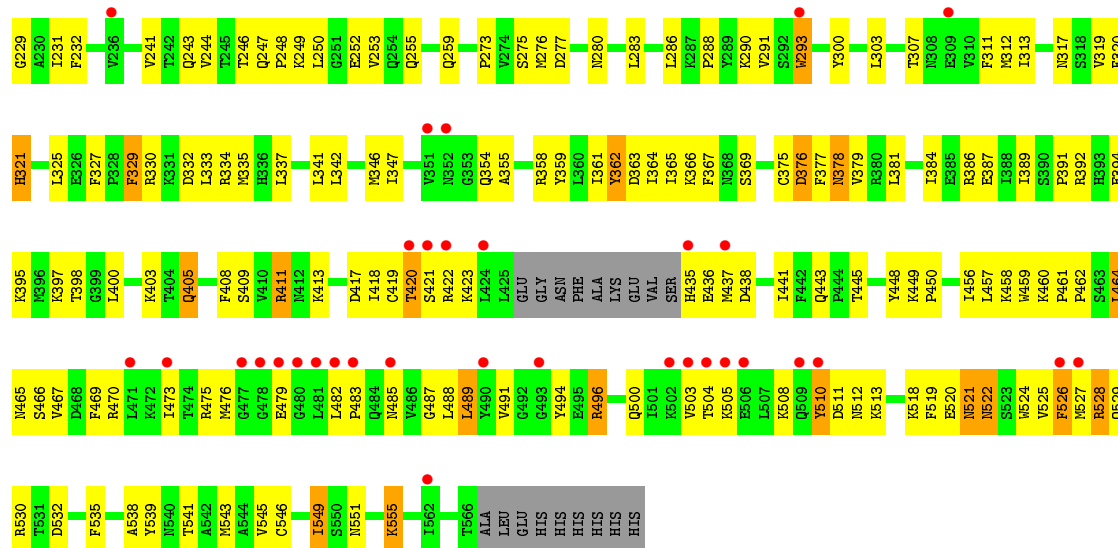 G229 A230 I231 F232 V236 V241 T242 Q243 V244 T245 T246 Q247 P248 K249 L250 G251 E252 V253 Q254 Q255 Q259 P273 V274 S275 M276 D277 N280 L283 L286 K287 P288 Y289 K290 V291 S292 W293 Y300 L303 T307 N308 E309 V310 F311 M312 I313 N317 S318 V319 E320
H321 L325 E326 F327 P328 F329 R330 K331 D332 L333 R334 M335 H336 L337 L341 L342 M346 I347 V351 N352 G353 Q354 A355 R358 Y359 L360 I361 Y362 D363 I364 I365 K366 F367 N368 S369 C375 D376 F377 N378 V379 R380 L381 I384 E385 R386 E387 I388 I389 S390 P391 R392 H393 E394
K395 M396 K397 T398 G399 L400 K403 T404 Q405 F408 S409 V410 R411 N412 K413 D417 I418 C419 T420 S421 R422 K423 L424 L425 GLU GLY ASN PHE ALA LYS GLU VAL SER H435 E436 M437 D438 I441 F442 Q443 P444 T445 Y448 K449 P450 I456 L457 K458 W459 K460 P461 P462 S463 I464
N465 S466 V467 D468 F469 R470 L471 K472 I473 T474 R475 M476 G477 G478 E479 G480 L481 L482 P483 Q484 N485 V486 G487 L488 L489 Y490 V491 G492 G493 Y494 E495 R496 Q500 I501 K502 V503 T504 K505 E506 L507 K508 Q509 Y510 D511 N512 K513 K518 F519 E520 N521 N522 S523 W524 V525 F526 M527 R528 Q529
R530 T531 D532 F535 A538 Y539 N540 T541 A542 M543 A544 V545 C546 I549 S550 N551 K555 I562 T566 ALA LEU GLU HIS HIS HIS HIS HIS HIS